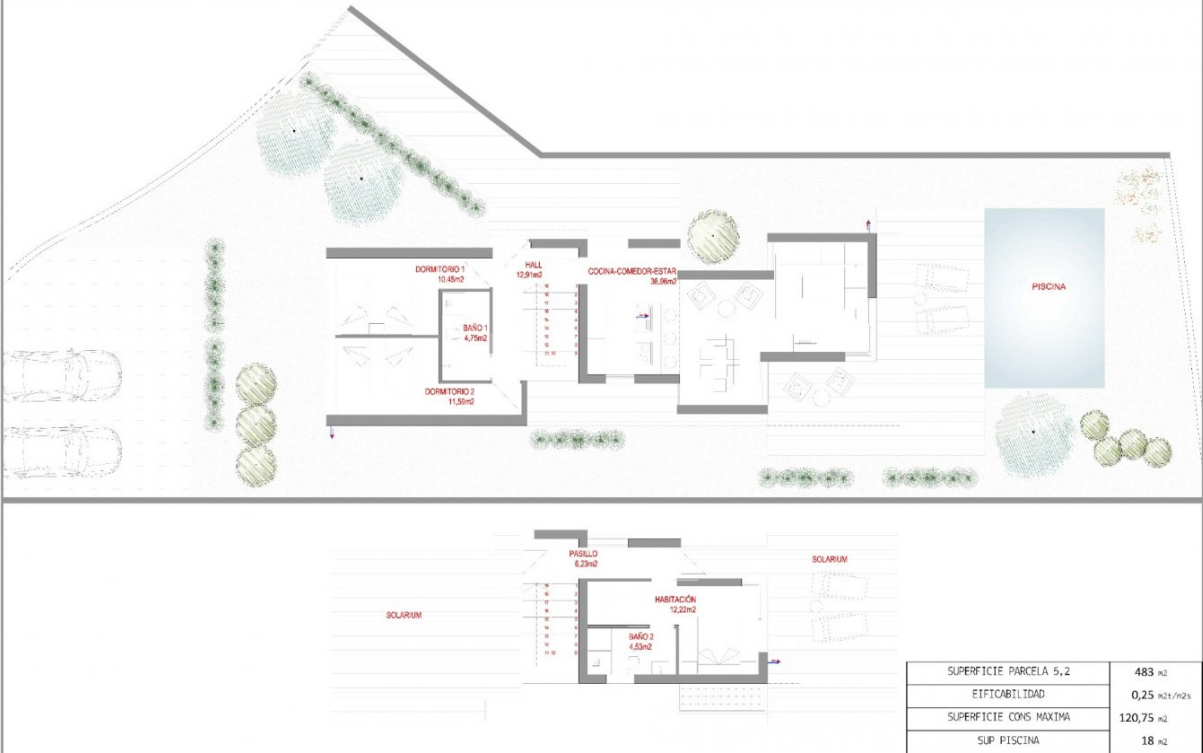 DORMITORIO 1
10,45m2
HALL
12,91m2
COCINA-COMEDOR-ESTAR
36,96m2
BAÑO 1
4,75m2
DORMITORIO 2
11,59m2
PISCINA
PASILLO
6,23m2
SOLARIUM
HABITACIÓN
12,22m2
SOLARIUM
BAÑO 2
4,53m2
SUPERFICIE PARCELA 5,2 483 m2
EIFICABILIDAD 0,25 m2t/m2s
SUPERFICIE CONS MAXIMA 120,75 m2
SUP PISCINA 18 m2